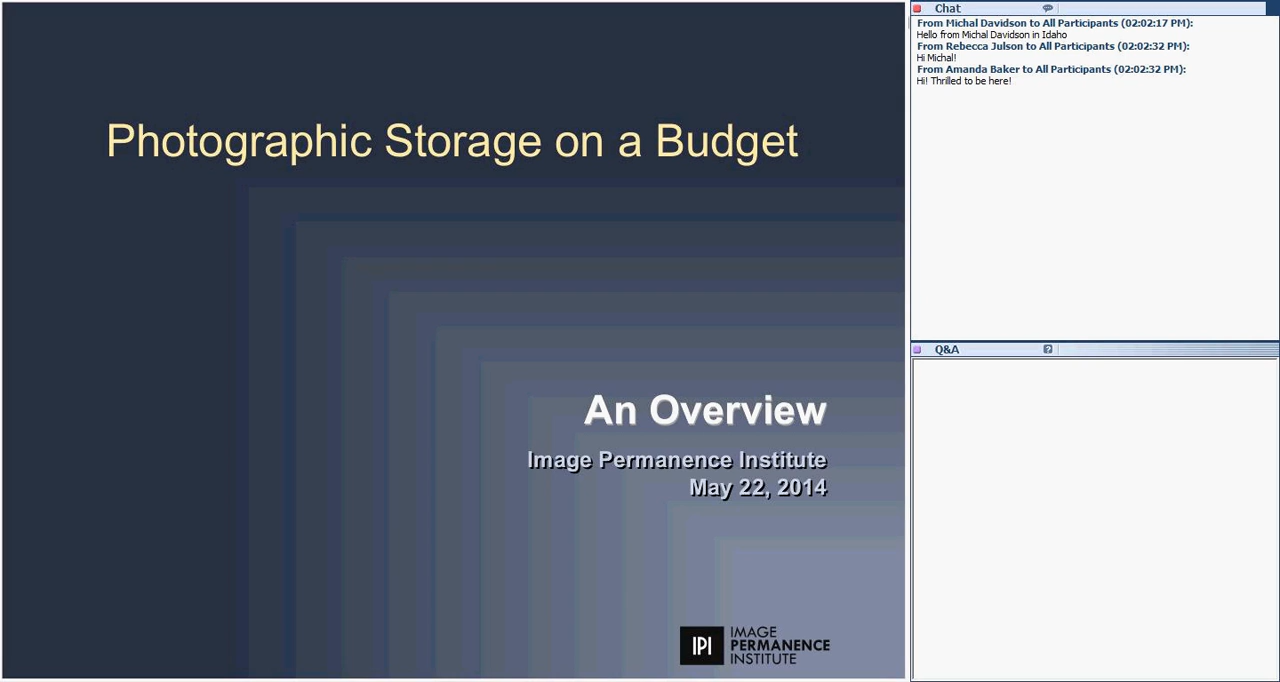 Photographic Storage on a Budget
An Overview
Image Permanence Institute
May 22, 2014
IPI
IMAGE
PERMANENCE
INSTITUTE
Chat
From Michal Davidson to All Participants (02:02:17 PM):
Hello from Michal Davidson in Idaho
From Rebecca Julson to All Participants (02:02:32 PM):
Hi Michal!
From Amanda Baker to All Participants (02:02:32 PM):
Hi! Thrilled to be here!
Q&A